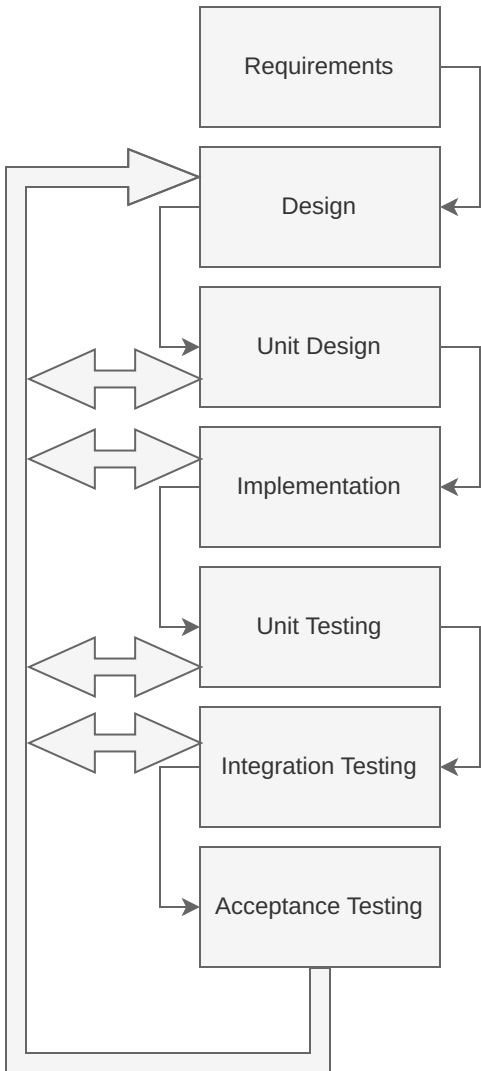 Requirements
Design
Unit Design
Implementation
Unit Testing
Integration Testing
Acceptance Testing